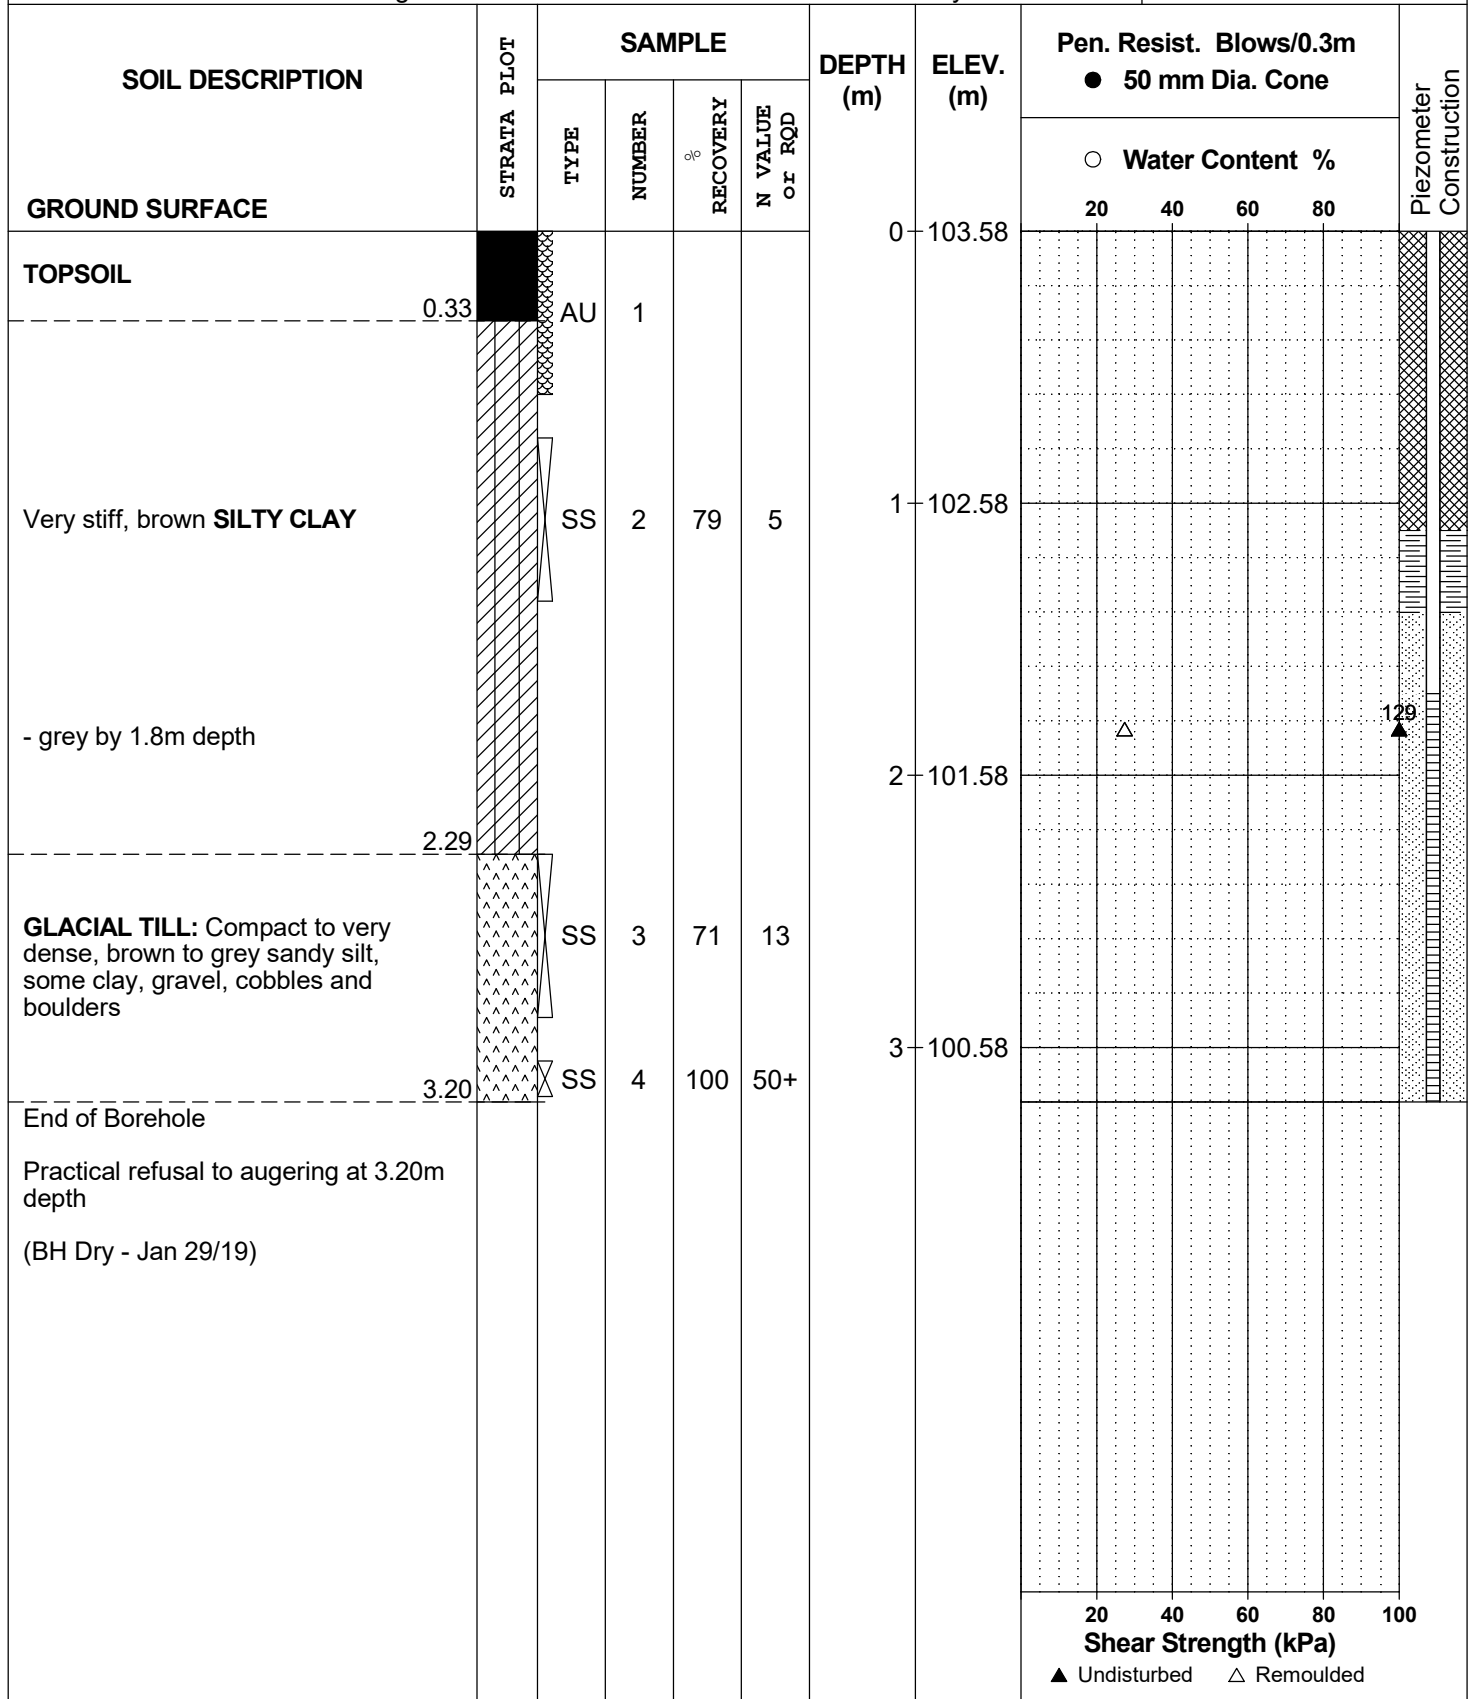 SOIL DESCRIPTION
GROUND SURFACE
STRATA PLOT
SAMPLE
TYPE
NUMBER
%
RECOVERY
N VALUE
or RQD
DEPTH
(m)
ELEV.
(m)
Pen. Resist. Blows/0.3m
● 50 mm Dia. Cone
○ Water Content %
20 40 60 80
Piezometer
Construction
0 103.58
TOPSOIL
0.33
AU 1
1 102.58
Very stiff, brown SILTY CLAY
SS 2 79 5
129
- grey by 1.8m depth
2 101.58
2.29
GLACIAL TILL: Compact to very
dense, brown to grey sandy silt,
some clay, gravel, cobbles and
boulders
SS 3 71 13
3 100.58
SS 4 100 50+
3.20
End of Borehole
Practical refusal to augering at 3.20m
depth
(BH Dry - Jan 29/19)
20 40 60 80 100
Shear Strength (kPa)
▲ Undisturbed △ Remoulded